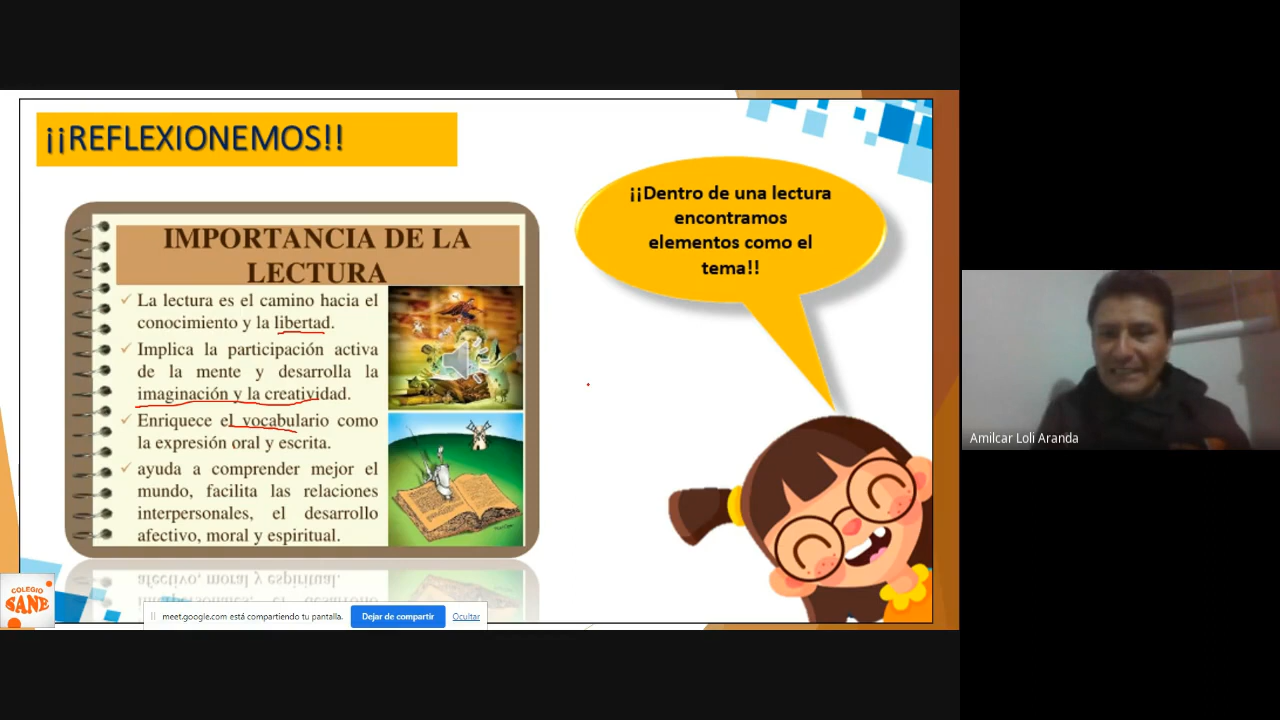 ¡¡REFLEXIONEMOS!!
IMPORTANCIA DE LA
LECTURA
La lectura es el camino hacia el
conocimiento y la libertad.
Implica la participación activa
de la mente y desarrolla la
imaginación y la creatividad.
Enriquece el vocabulario como
la expresión oral y escrita.
ayuda a comprender mejor el
mundo, facilita las relaciones
interpersonales, el desarrollo
afectivo, moral y espiritual.
afectivo, moral y espiritual.
¡¡Dentro de una lectura
encontramos
elementos como el
tema!!
COLEGIO
SANE
meet.google.com está compartiendo tu pantalla.
Dejar de compartir
Ocultar
Amilcar Loli Aranda